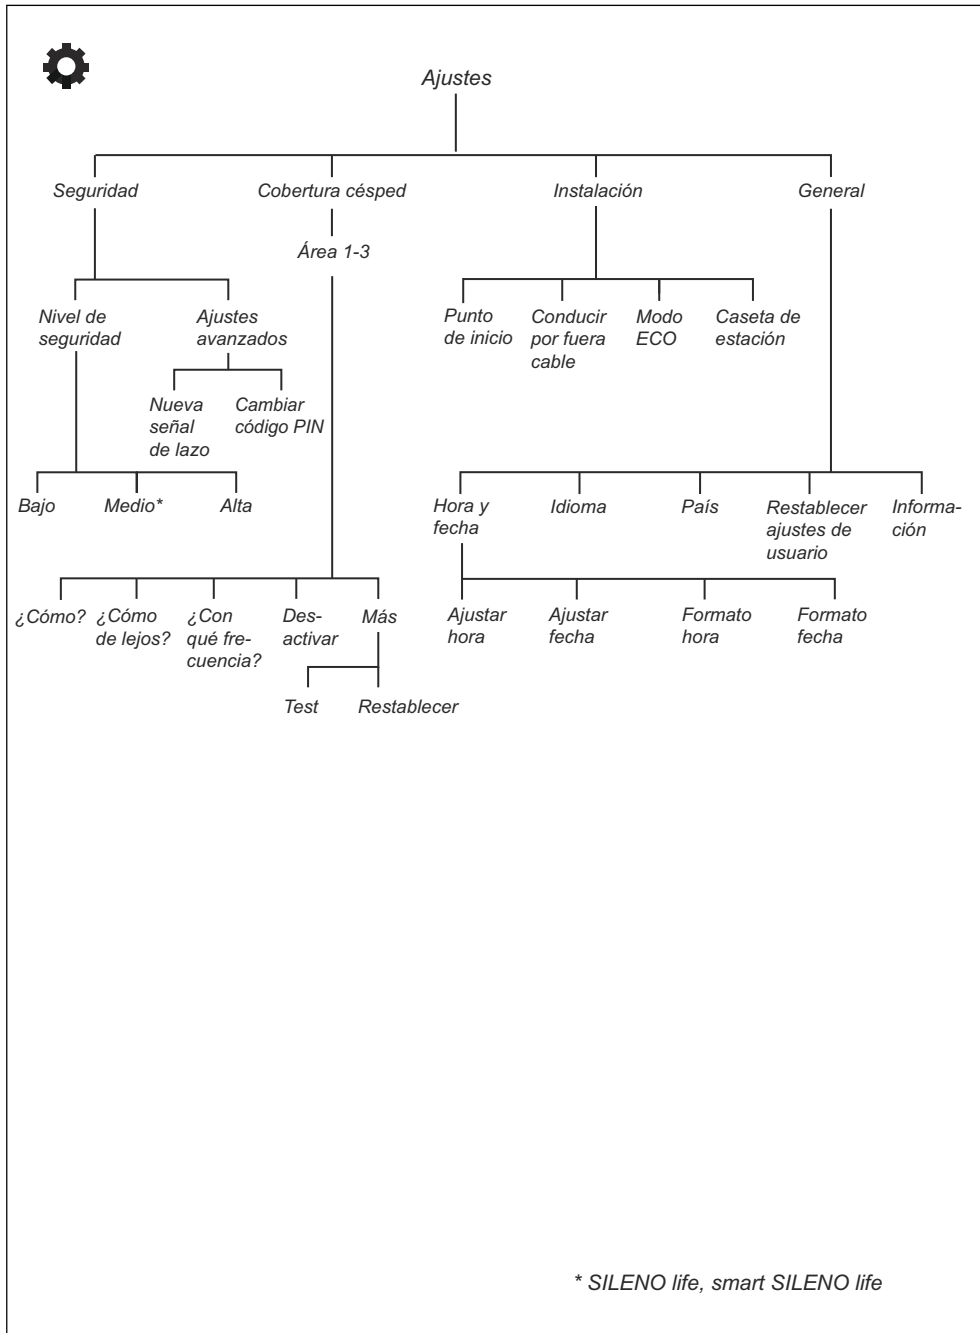 Ajustes
Seguridad
Cobertura césped
Instalación
General
Área 1-3
Nivel de
seguridad
Ajustes
avanzados
Punto
de inicio
Conducir
por fuera
cable
Modo
ECO
Caseta de
estación
Nueva
señal
de lazo
Cambiar
código PIN
Bajo
Medio*
Alta
Hora y
fecha
Idioma
País
Restablecer
ajustes de
usuario
Informa-
ción
¿Cómo?
¿Cómo
de lejos?
¿Con
qué fre-
cuencia?
Des-
activar
Más
Ajustar
hora
Ajustar
fecha
Formato
hora
Formato
fecha
Test
Restablecer
* SILENO life, smart SILENO life